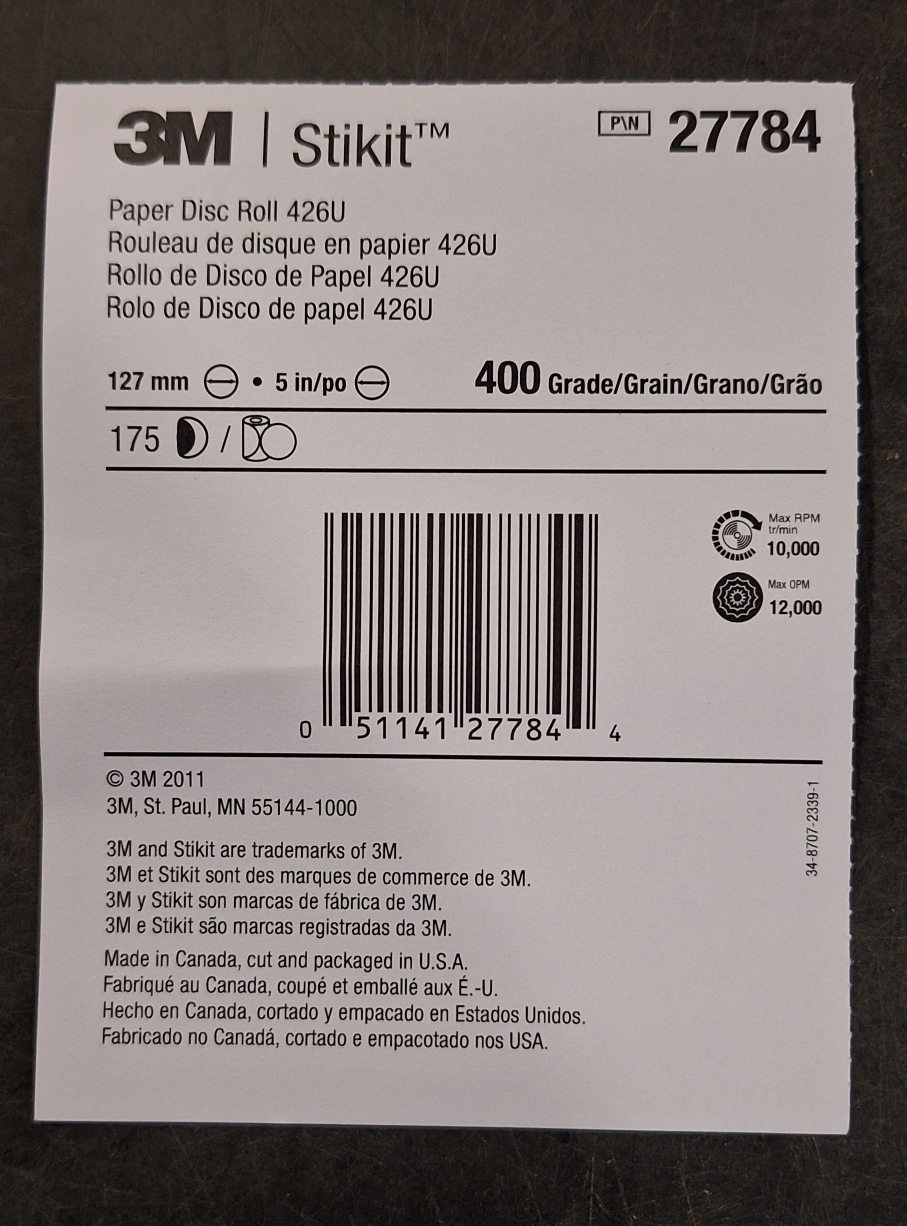 3M | Stikit™
P\N 27784
Paper Disc Roll 426U
Rouleau de disque en papier 426U
Rollo de Disco de Papel 426U
Rolo de Disco de papel 426U
127 mm • 5 in/po
400 Grade/Grain/Grano/Grão
175 /
Max RPM
tr/min
10,000
Max OPM
12,000
0 51141 27784 4
© 3M 2011
3M, St. Paul, MN 55144-1000
34-8707-2339-1
3M and Stikit are trademarks of 3M.
3M et Stikit sont des marques de commerce de 3M.
3M y Stikit son marcas de fábrica de 3M.
3M e Stikit são marcas registradas da 3M.
Made in Canada, cut and packaged in U.S.A.
Fabriqué au Canada, coupé et emballé aux É.-U.
Hecho en Canada, cortado y empacado en Estados Unidos.
Fabricado no Canadá, cortado e empacotado nos USA.